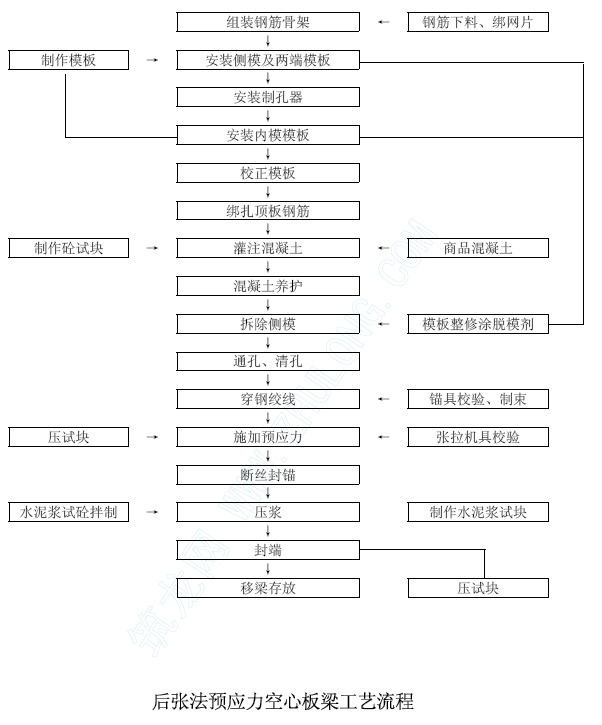 组装钢筋骨架 钢筋下料、绑网片
制作模板 安装侧模及两端模板
安装制孔器
安装内模模板
校正模板
绑扎顶板钢筋
制作砼试块 灌注混凝土 商品混凝土
混凝土养护
拆除侧模 模板整修涂脱模剂
通孔、清孔
穿钢绞线 锚具校验、制束
压试块 施加预应力 张拉机具校验
断丝封锚
水泥浆试砼拌制 压浆 制作水泥浆试块
封端
移梁存放 压试块
筑龙网 WWW.ZHULONG.COM
后张法预应力空心板梁工艺流程